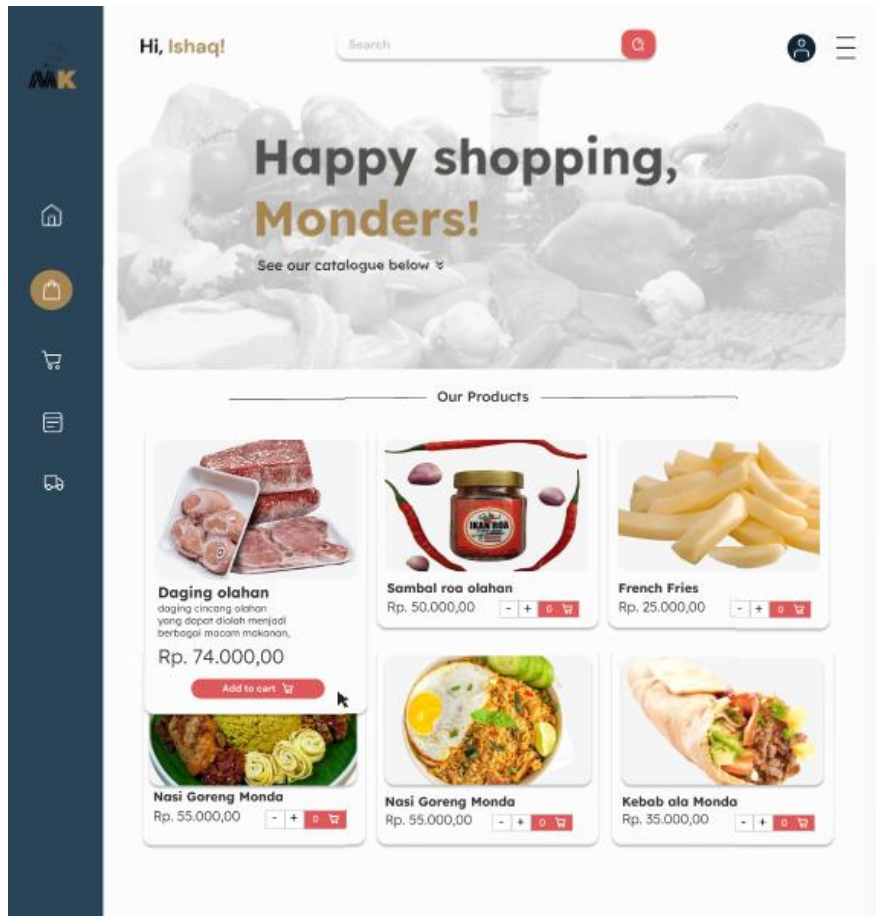 MK
Hi, Ishaq!
Search
Happy shopping,
Monders!
See our catalogue below
Our Products
Daging olahan
daging cincang olahan
yang dapat diolah menjadi
berbagai macam makanan,
Rp. 74.000,00
Add to cart
IKAN ROA
Sambal roa olahan
Rp. 50.000,00 - + 0
French Fries
Rp. 25.000,00 - + 0
Nasi Goreng Monda
Rp. 55.000,00 - + 0
Nasi Goreng Monda
Rp. 55.000,00 - + 0
Kebab ala Monda
Rp. 35.000,00 - + 0